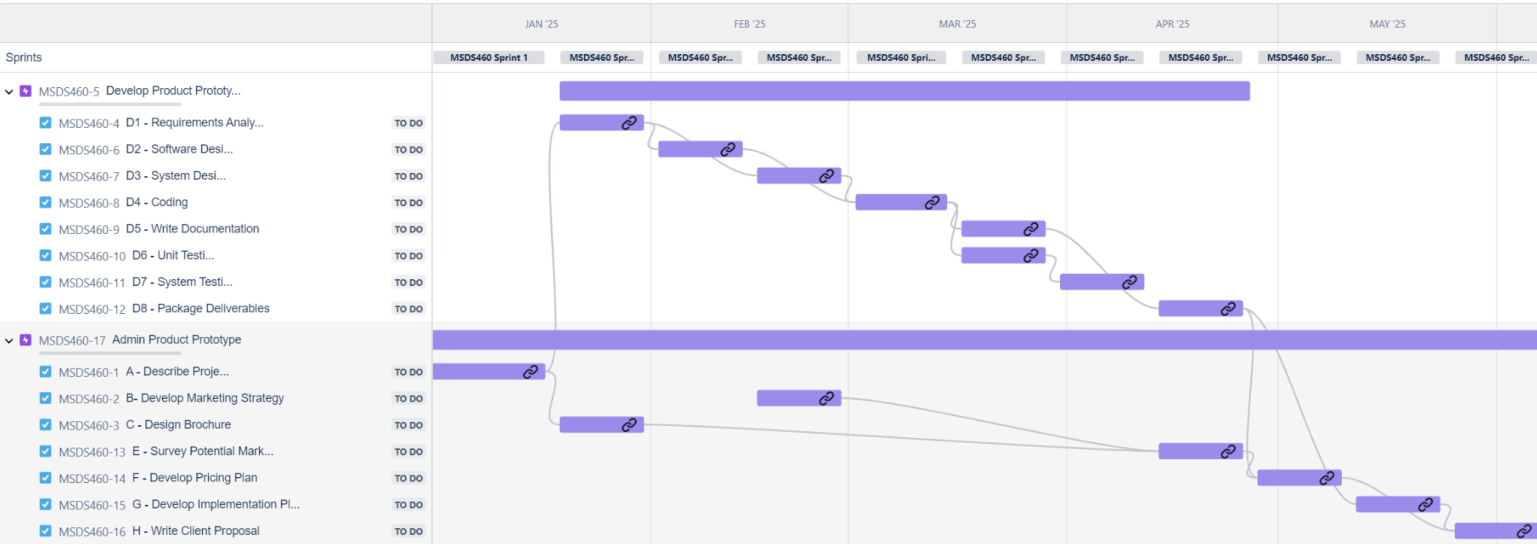 JAN '25 FEB '25 MAR '25 APR '25 MAY '25
Sprints MSDS460 Sprint 1 MSDS460 Spr... MSDS460 Spr... MSDS460 Spr... MSDS460 Spri... MSDS460 Spr... MSDS460 Spr... MSDS460 Spr... MSDS460 Spr... MSDS460 Spr... MSDS460 Spr...
MSDS460-5 Develop Product Prototy...
MSDS460-4 D1 - Requirements Analy... TO DO
MSDS460-6 D2 - Software Desi... TO DO
MSDS460-7 D3 - System Desi... TO DO
MSDS460-8 D4 - Coding TO DO
MSDS460-9 D5 - Write Documentation TO DO
MSDS460-10 D6 - Unit Testi... TO DO
MSDS460-11 D7 - System Testi... TO DO
MSDS460-12 D8 - Package Deliverables TO DO
MSDS460-17 Admin Product Prototype
MSDS460-1 A - Describe Proje... TO DO
MSDS460-2 B- Develop Marketing Strategy TO DO
MSDS460-3 C - Design Brochure TO DO
MSDS460-13 E - Survey Potential Mark... TO DO
MSDS460-14 F - Develop Pricing Plan TO DO
MSDS460-15 G - Develop Implementation Pl... TO DO
MSDS460-16 H - Write Client Proposal TO DO